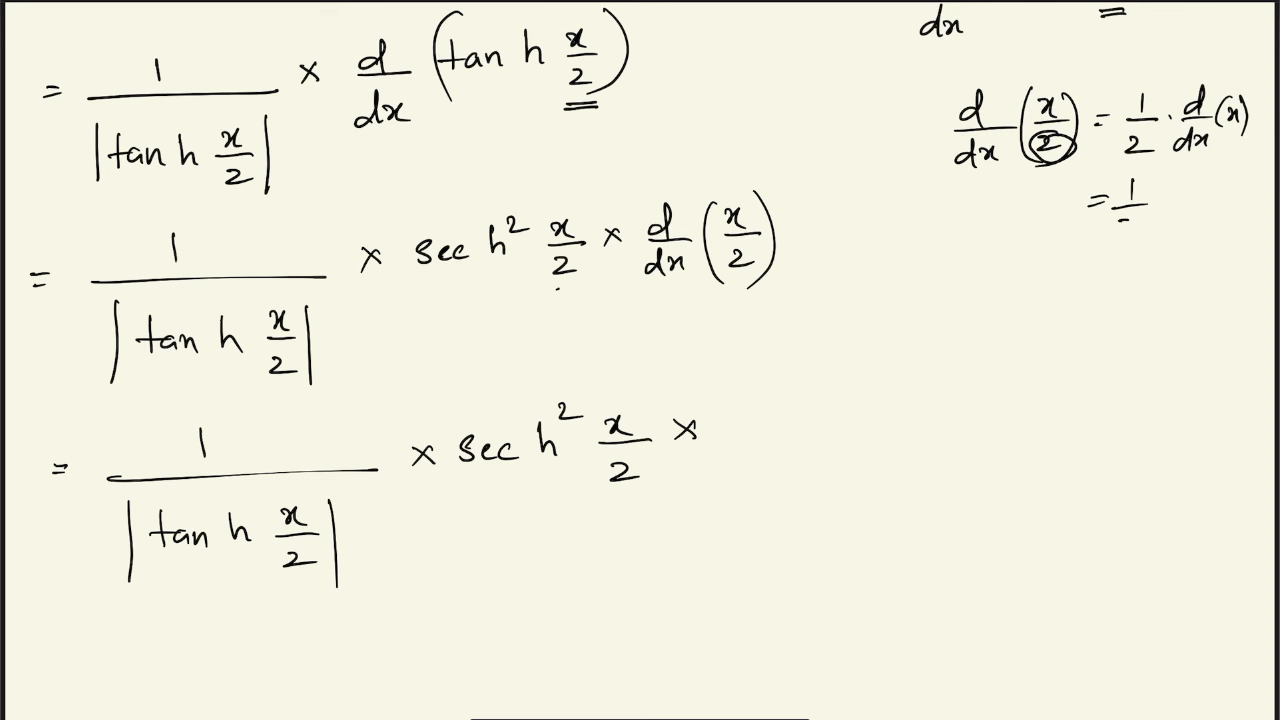 = 1/|tan h x/2| × d/dx (tan h x/2)
= 1/|tan h x/2| × sec h² x/2 × d/dx (x/2)
= 1/|tan h x/2| × sec h² x/2 ×
dx =
d/dx (x/2) = 1/2 · d/dx (x)
= 1/